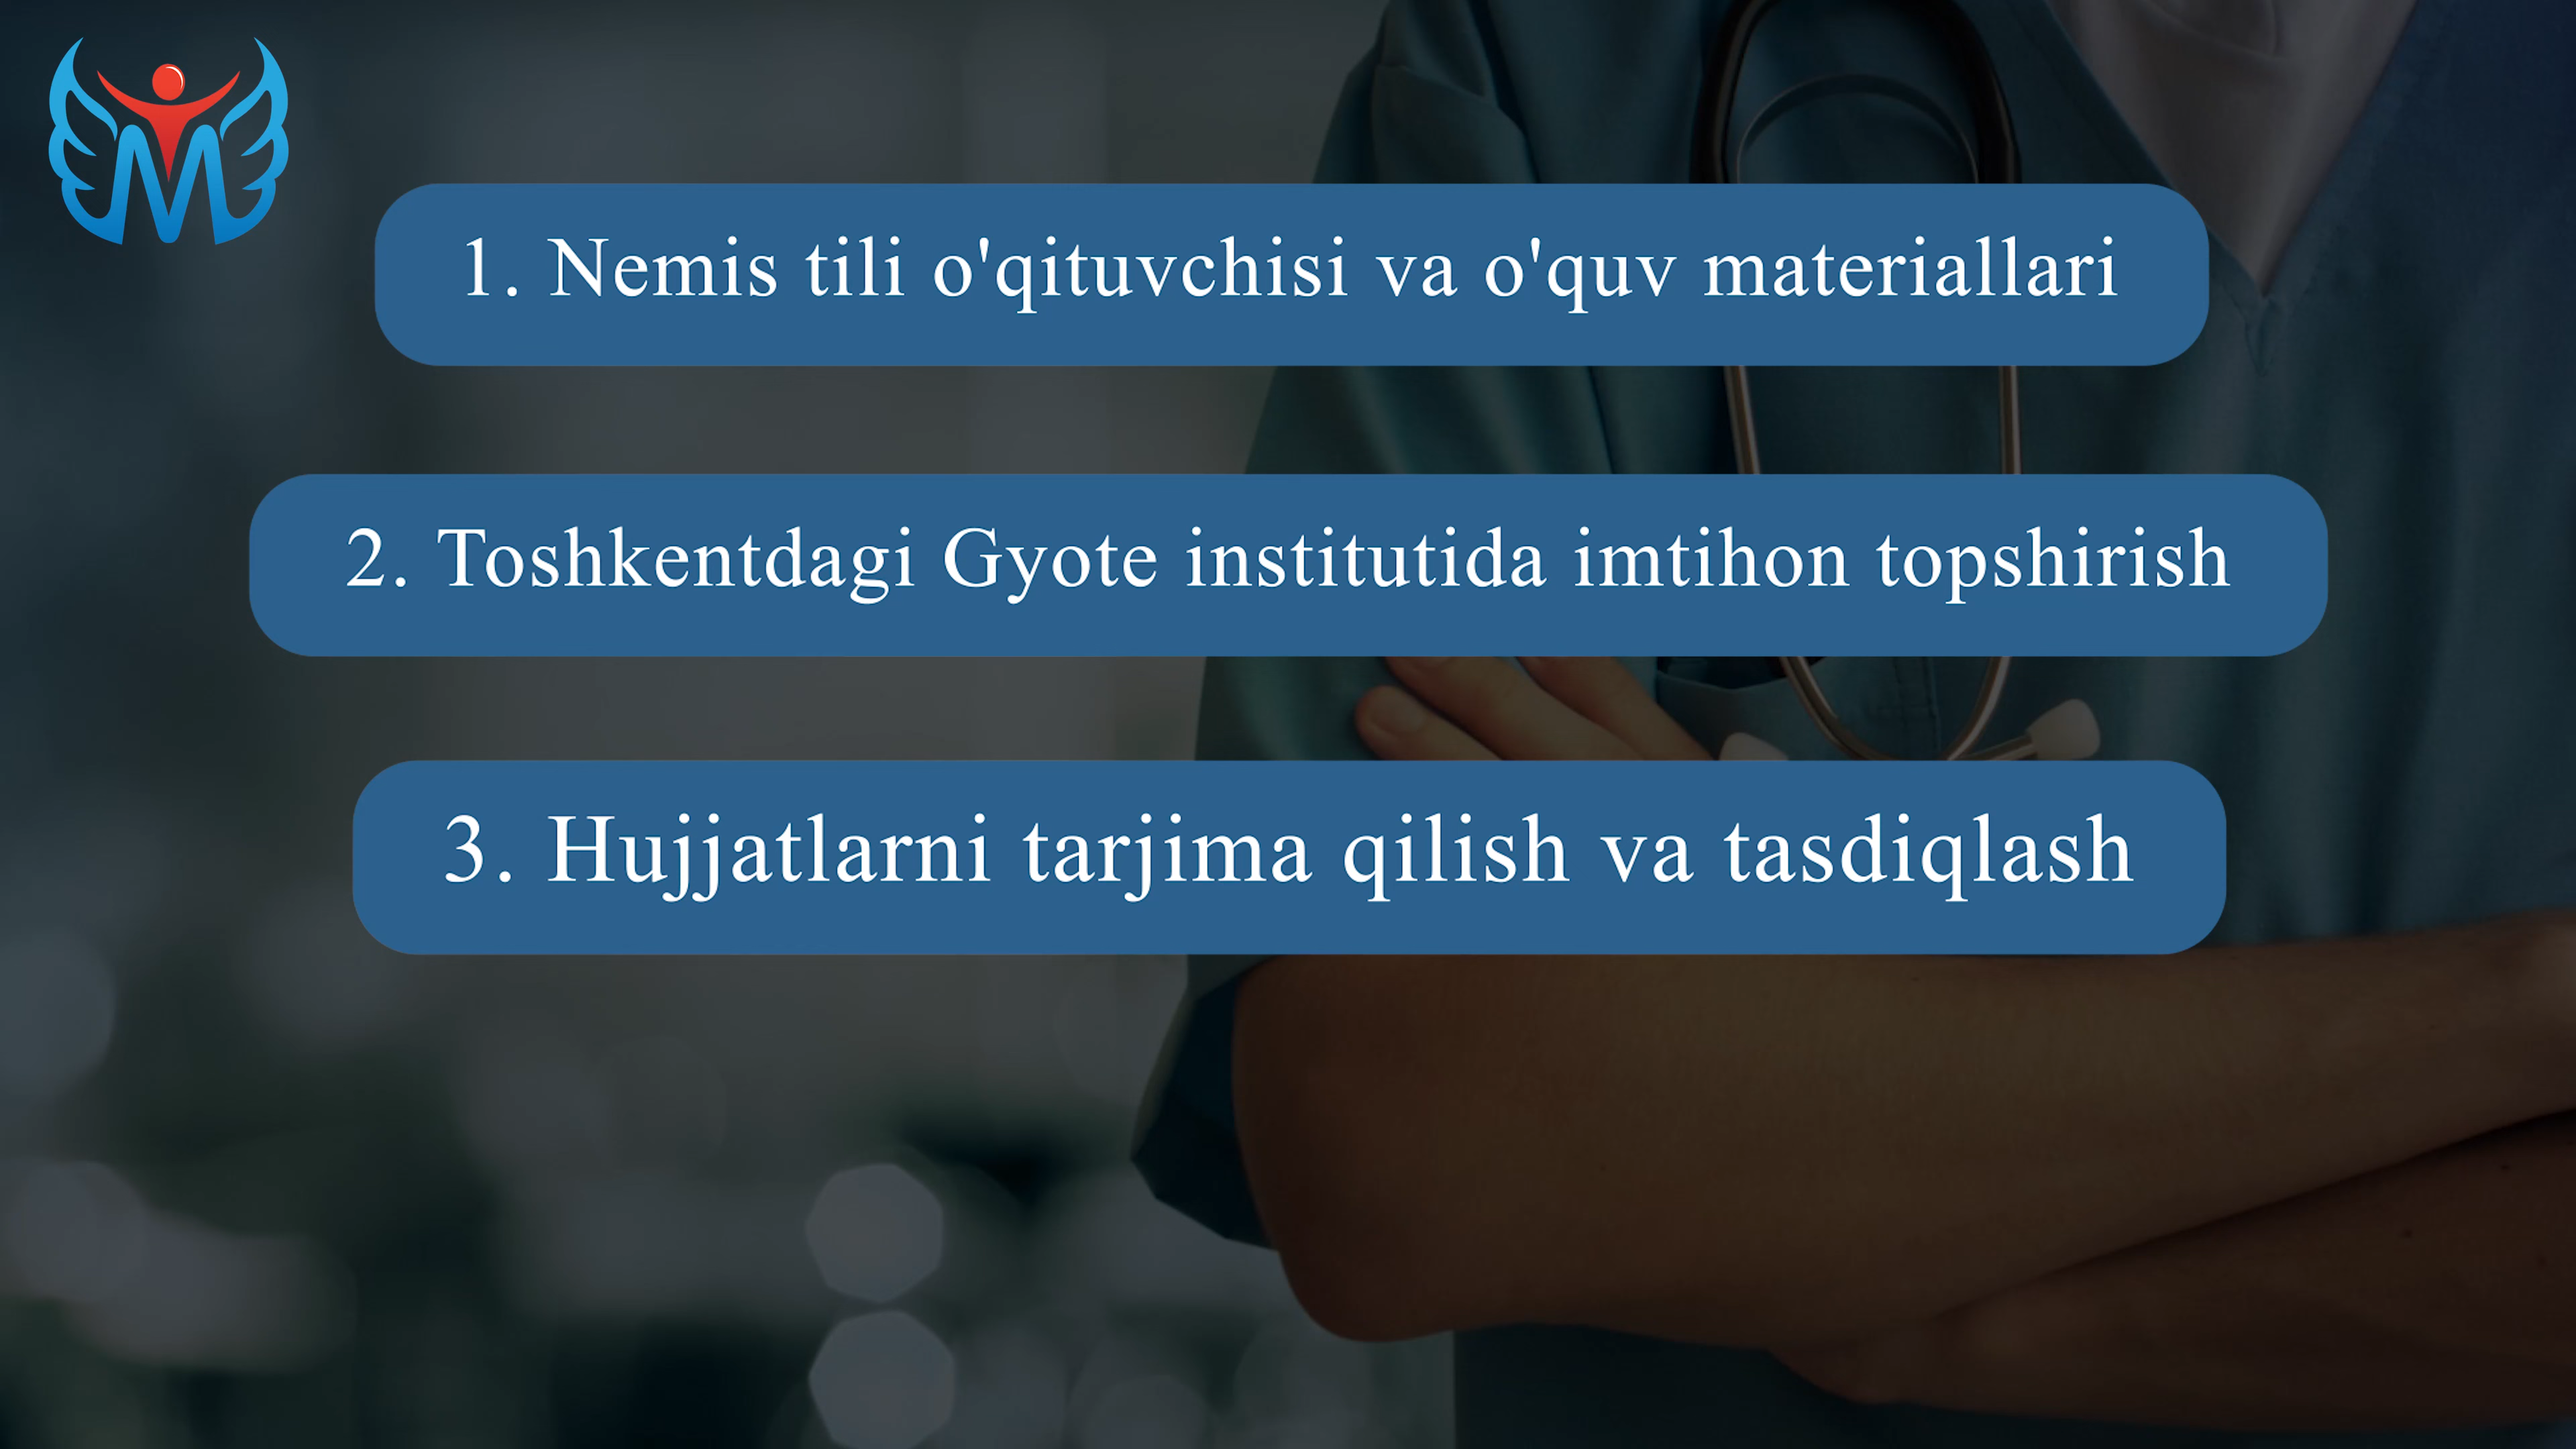 1. Nemis tili o'qituvchisi va o'quv materiallari
2. Toshkentdagi Gyote institutida imtihon topshirish
3. Hujjatlarni tarjima qilish va tasdiqlash